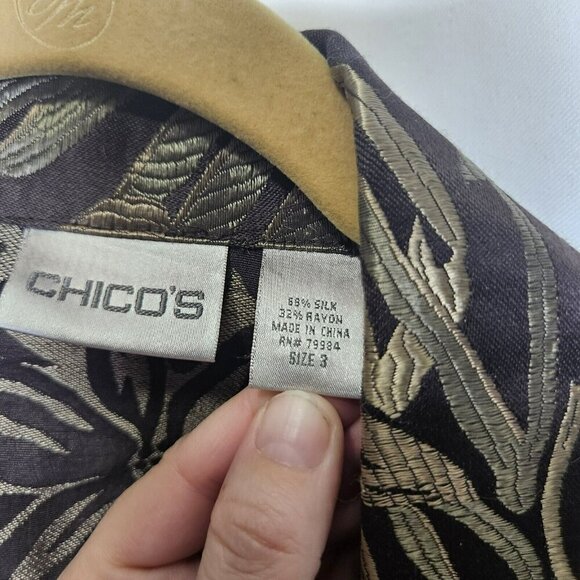 CHICO'S
68% SILK
32% RAYON
MADE IN CHINA
RN# 79984
SIZE 3